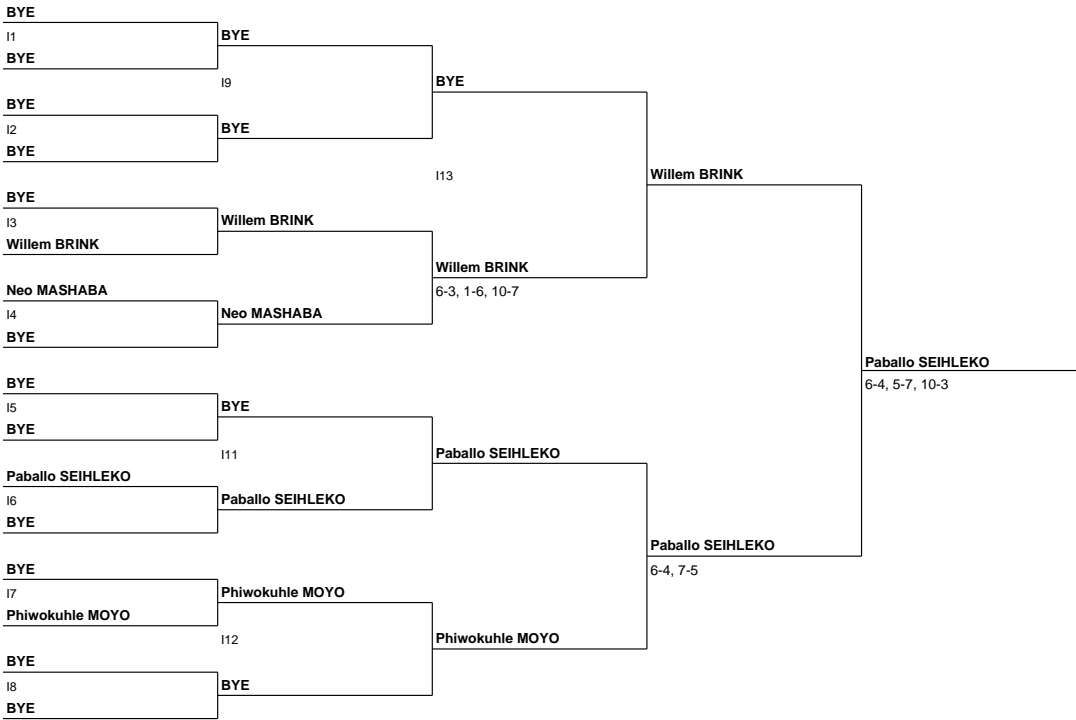 BYE
I1
BYE
BYE
I9
BYE
BYE
I2
BYE
BYE
I13
Willem BRINK
BYE
I3
Willem BRINK
Willem BRINK
Willem BRINK
6-3, 1-6, 10-7
Neo MASHABA
I4
Neo MASHABA
BYE
Paballo SEIHLEKO
6-4, 5-7, 10-3
BYE
I5
BYE
BYE
I11
Paballo SEIHLEKO
Paballo SEIHLEKO
I6
Paballo SEIHLEKO
BYE
Paballo SEIHLEKO
6-4, 7-5
BYE
I7
Phiwokuhle MOYO
Phiwokuhle MOYO
I12
Phiwokuhle MOYO
BYE
I8
BYE
BYE